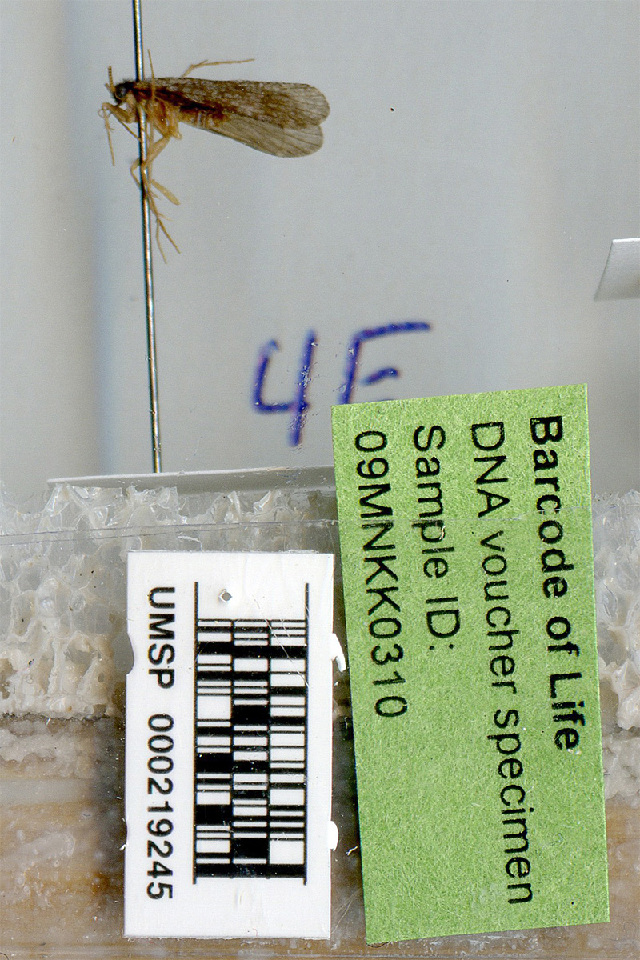 4E
Barcode of Life
DNA voucher specimen
Sample ID:
09MNKK0310
UMSP 000219245